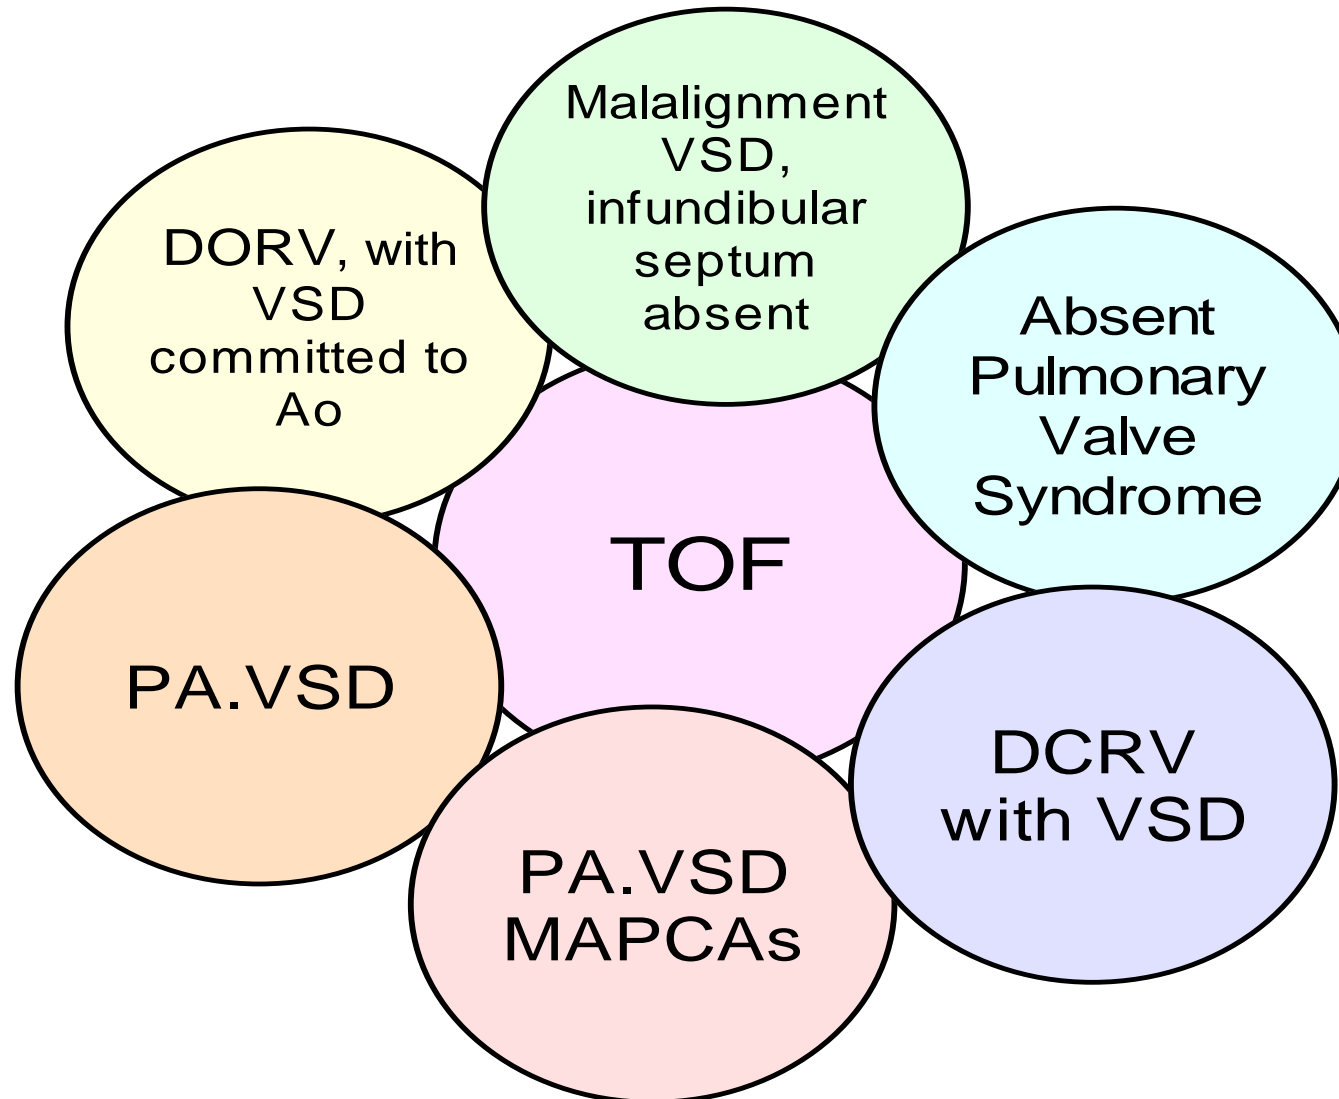 Malalignment
VSD,
infundibular
septum
absent
DORV, with
VSD
committed to
Ao
Absent
Pulmonary
Valve
Syndrome
TOF
PA.VSD
DCRV
with VSD
PA.VSD
MAPCAs